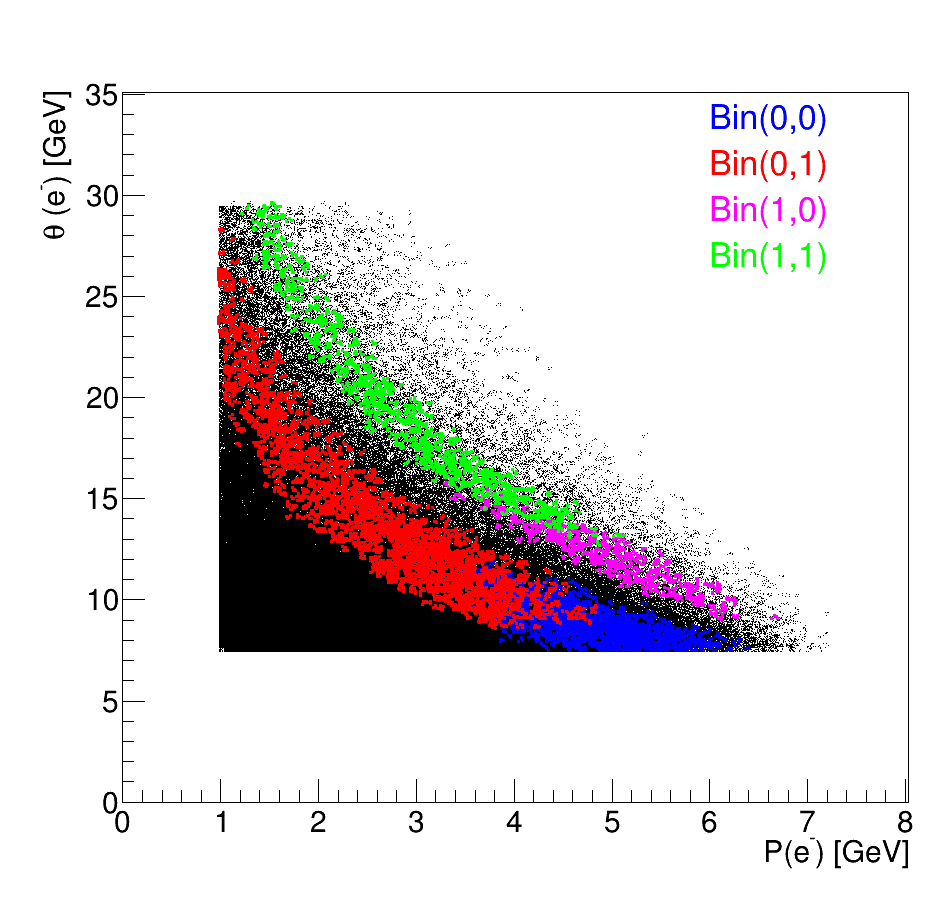 35
30
25
20
15
10
5
0
θ (e⁻) [GeV]
Bin(0,0)
Bin(0,1)
Bin(1,0)
Bin(1,1)
0 1 2 3 4 5 6 7 8
P(e⁻) [GeV]